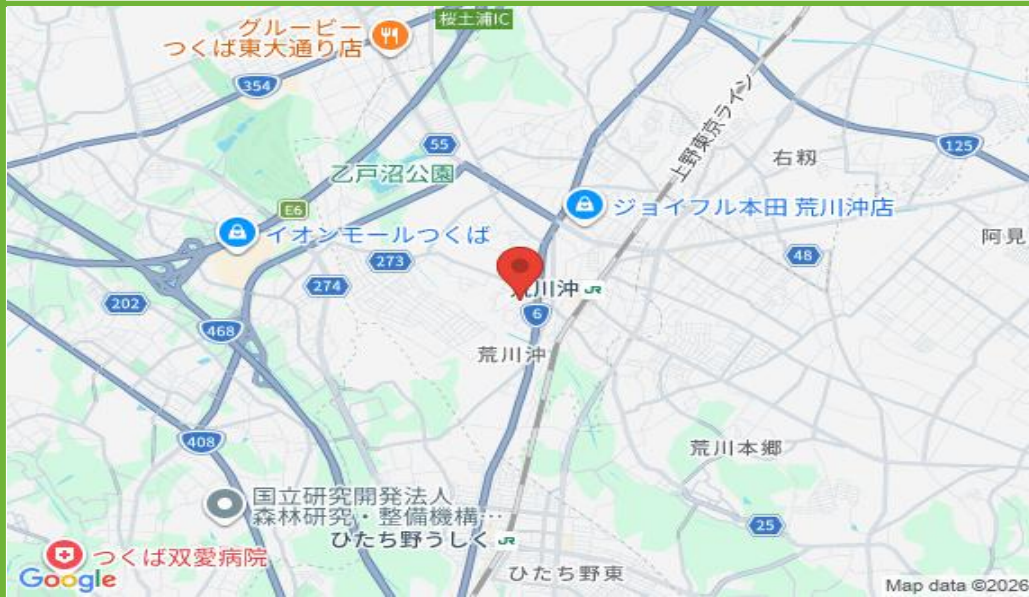 グルービー
つくば東大通り店
桜土浦IC
354
55
125
上野東京ライン
右籾
乙戸沼公園
E6
ジョイフル本田 荒川沖店
イオンモールつくば
阿見
273
48
274
川沖 JR
202
6
468
荒川沖
408
荒川本郷
国立研究開発法人
森林研究・整備機構…
25
ひたち野うしく JR
つくば双愛病院
ひたち野東
Google
Map data ©2026